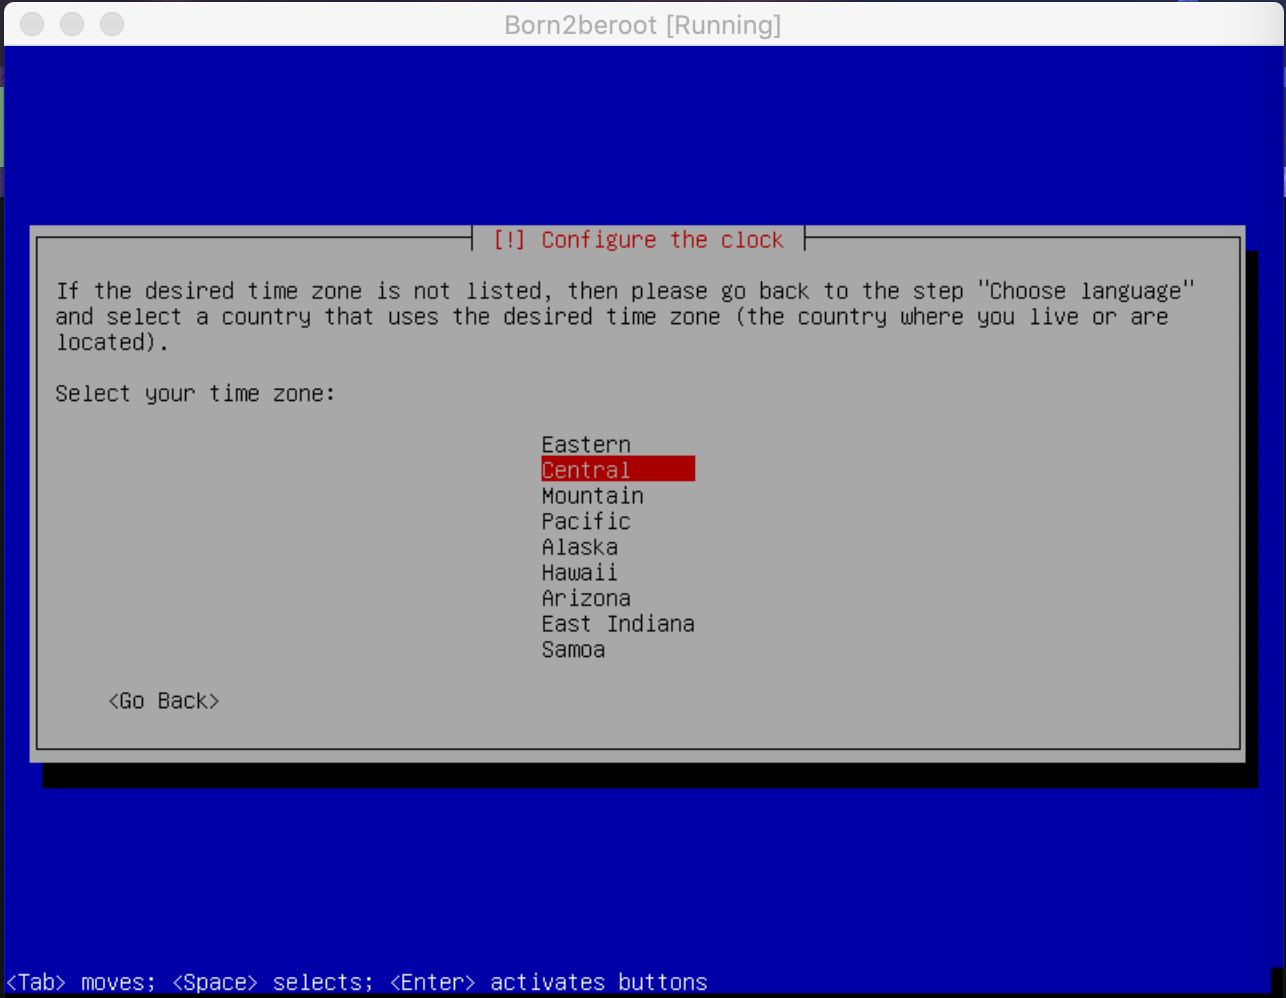 Born2beroot [Running]
[!] Configure the clock
If the desired time zone is not listed, then please go back to the step "Choose language"
and select a country that uses the desired time zone (the country where you live or are
located).
Select your time zone:
Eastern
Central
Mountain
Pacific
Alaska
Hawaii
Arizona
East Indiana
Samoa
<Go Back>
<Tab> moves; <Space> selects; <Enter> activates buttons